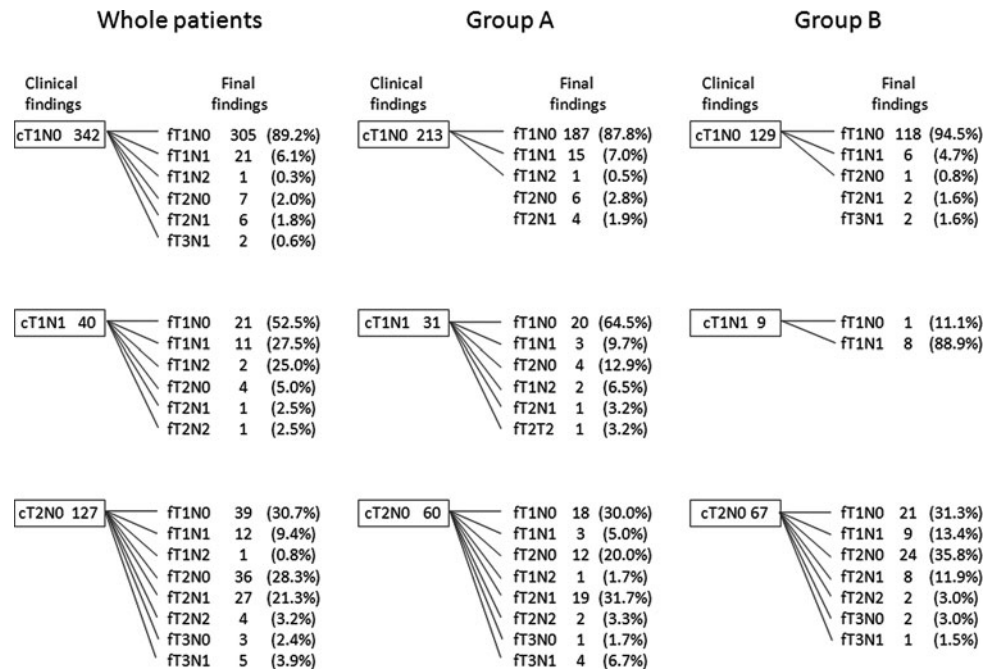 Whole patients
Group A
Group B
Clinical findings
Final findings
Clinical findings
Final findings
Clinical findings
Final findings
cT1N0 342
fT1N0 305 (89.2%)
fT1N1 21 (6.1%)
fT1N2 1 (0.3%)
fT2N0 7 (2.0%)
fT2N1 6 (1.8%)
fT3N1 2 (0.6%)
cT1N0 213
fT1N0 187 (87.8%)
fT1N1 15 (7.0%)
fT1N2 1 (0.5%)
fT2N0 6 (2.8%)
fT2N1 4 (1.9%)
cT1N0 129
fT1N0 118 (94.5%)
fT1N1 6 (4.7%)
fT2N0 1 (0.8%)
fT2N1 2 (1.6%)
fT3N1 2 (1.6%)
cT1N1 40
fT1N0 21 (52.5%)
fT1N1 11 (27.5%)
fT1N2 2 (25.0%)
fT2N0 4 (5.0%)
fT2N1 1 (2.5%)
fT2N2 1 (2.5%)
cT1N1 31
fT1N0 20 (64.5%)
fT1N1 3 (9.7%)
fT2N0 4 (12.9%)
fT1N2 2 (6.5%)
fT2N1 1 (3.2%)
fT2T2 1 (3.2%)
cT1N1 9
fT1N0 1 (11.1%)
fT1N1 8 (88.9%)
cT2N0 127
fT1N0 39 (30.7%)
fT1N1 12 (9.4%)
fT1N2 1 (0.8%)
fT2N0 36 (28.3%)
fT2N1 27 (21.3%)
fT2N2 4 (3.2%)
fT3N0 3 (2.4%)
fT3N1 5 (3.9%)
cT2N0 60
fT1N0 18 (30.0%)
fT1N1 3 (5.0%)
fT2N0 12 (20.0%)
fT1N2 1 (1.7%)
fT2N1 19 (31.7%)
fT2N2 2 (3.3%)
fT3N0 1 (1.7%)
fT3N1 4 (6.7%)
cT2N0 67
fT1N0 21 (31.3%)
fT1N1 9 (13.4%)
fT2N0 24 (35.8%)
fT2N1 8 (11.9%)
fT2N2 2 (3.0%)
fT3N0 2 (3.0%)
fT3N1 1 (1.5%)